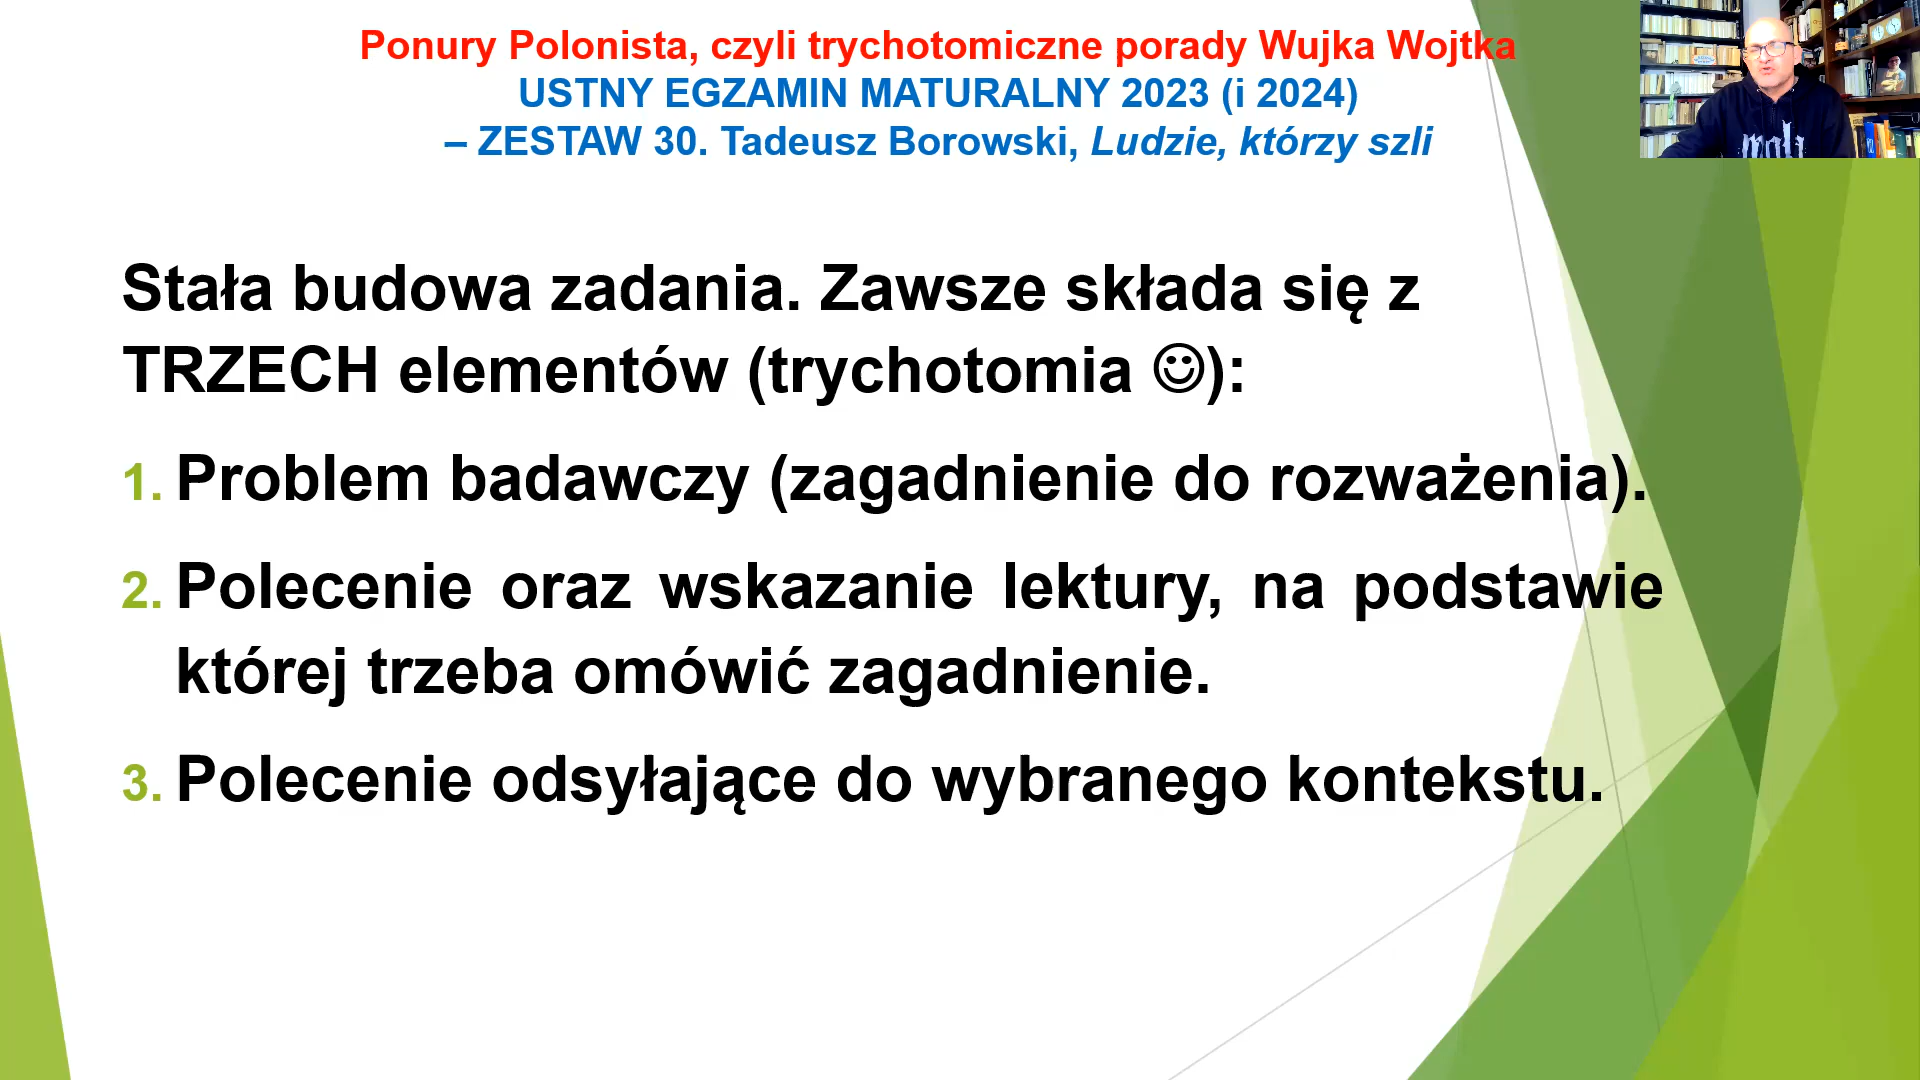 Ponury Polonista, czyli trychotomiczne porady Wujka Wojtka
USTNY EGZAMIN MATURALNY 2023 (i 2024)
– ZESTAW 30. Tadeusz Borowski, Ludzie, którzy szli
Stała budowa zadania. Zawsze składa się z
TRZECH elementów (trychotomia ☺):
1. Problem badawczy (zagadnienie do rozważenia).
2. Polecenie oraz wskazanie lektury, na podstawie
której trzeba omówić zagadnienie.
3. Polecenie odsyłające do wybranego kontekstu.